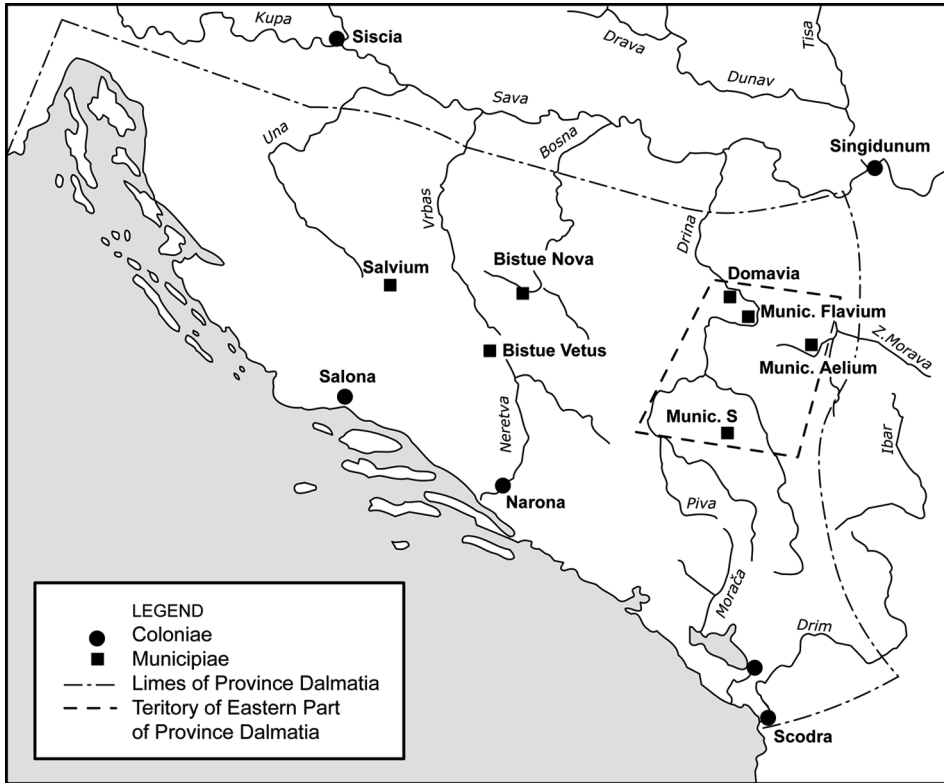 Kupa
Siscia
Drava
Tisa
Dunav
Sava
Una
Bosna
Singidunum
Vrbas
Drina
Bistue Nova
Salvium
Domavia
Munic. Flavium
Z.Morava
Bistue Vetus
Munic. Aelium
Salona
Neretva
Munic. S
Ibar
Narona
Piva
Morača
Drim
Scodra
LEGEND
Coloniae
Municipiae
Limes of Province Dalmatia
Teritory of Eastern Part
of Province Dalmatia